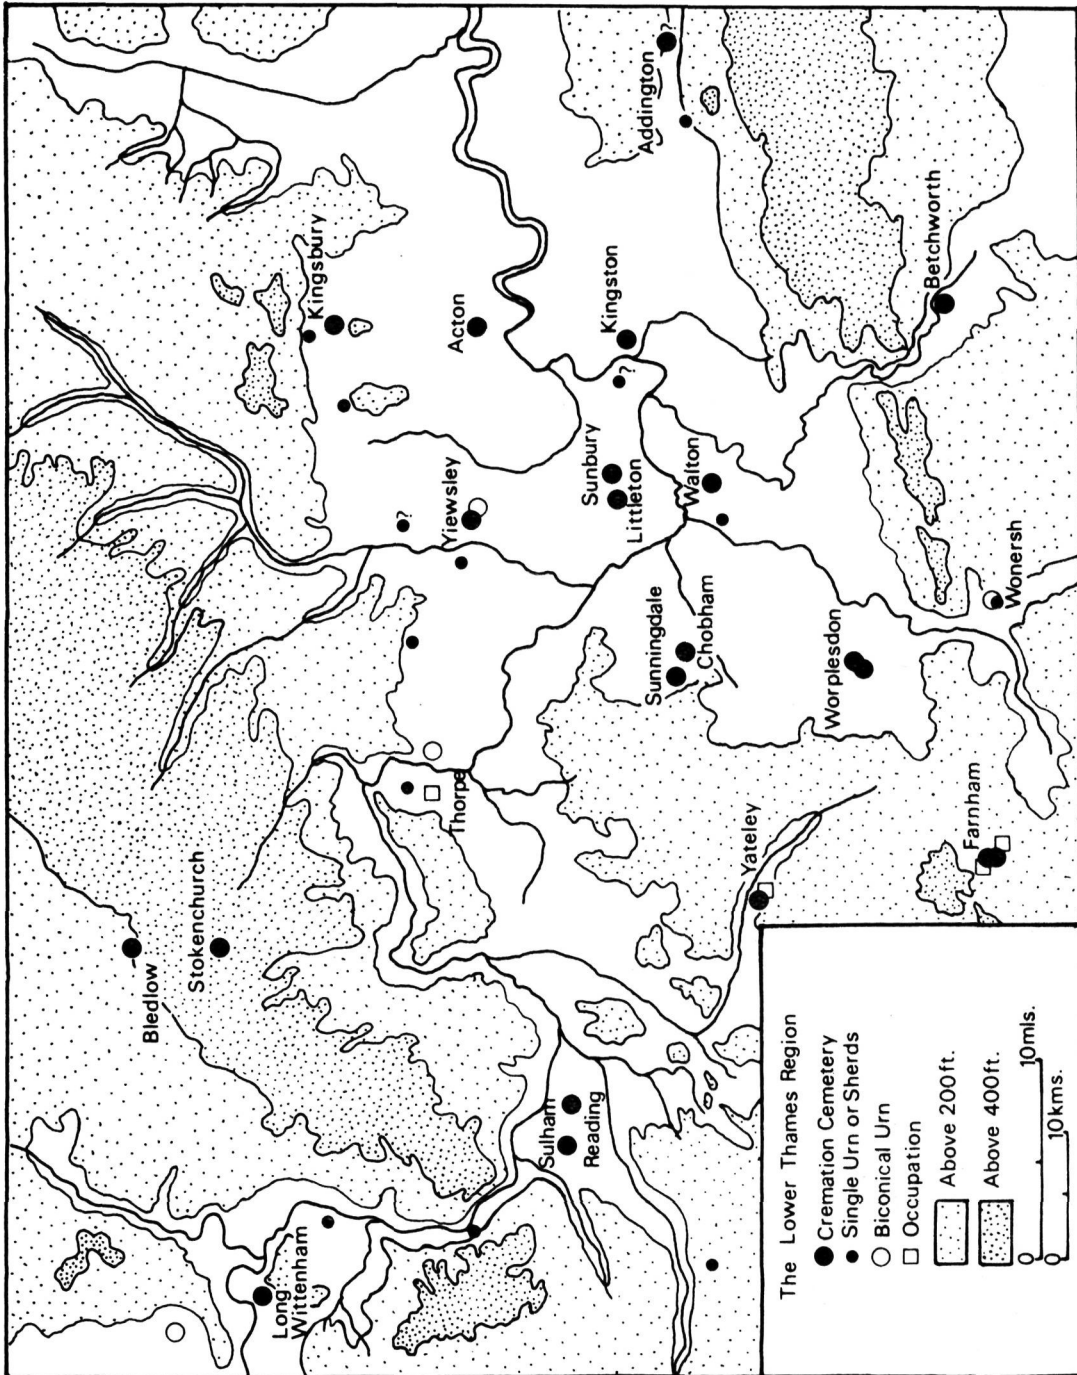 Bledlow
Stokenchurch
Long
Wittenham
Sulham
Reading
Thorpe
Yiewsley
?
Kingsbury
Acton
Sunbury
Littleton
Kingston
?
Walton
Sunningdale
Chobham
Addington
?
Yateley
Worplesdon
Farnham
Wonersh
Betchworth
The Lower Thames Region
Cremation Cemetery
Single Urn or Sherds
Biconical Urn
Occupation
Above 200ft.
Above 400ft.
0 10mls.
0 10kms.